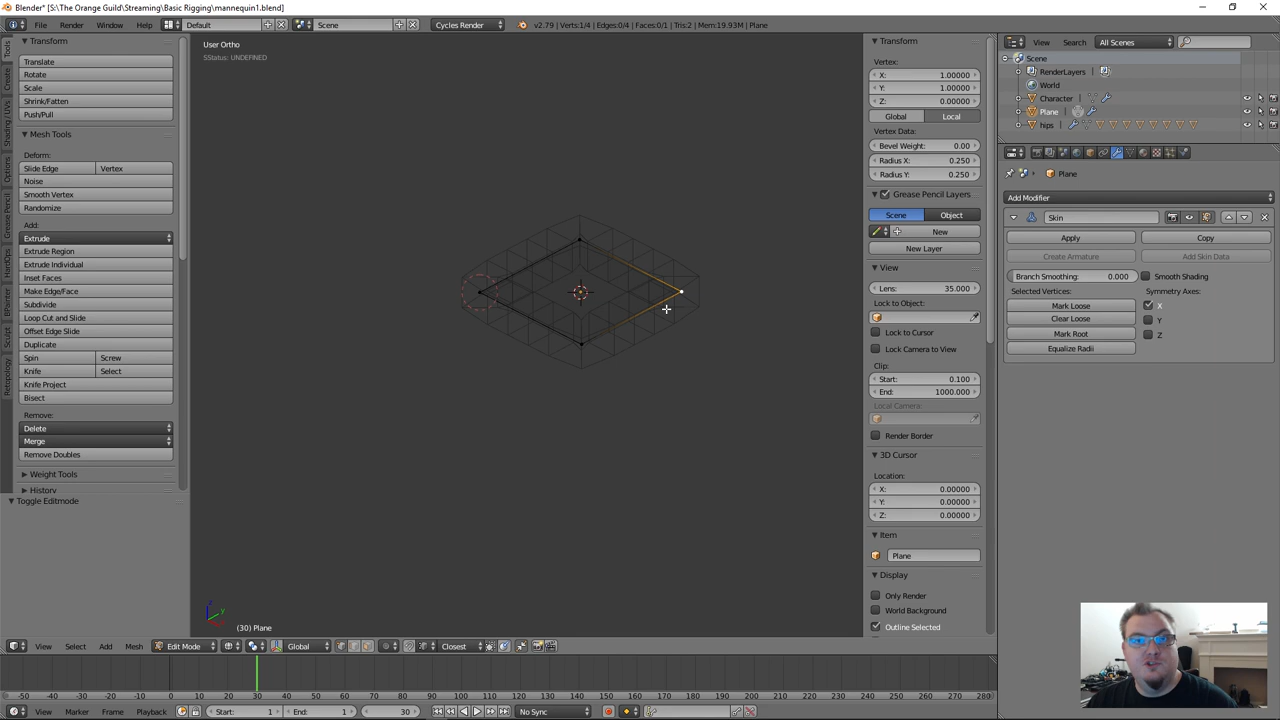 Blender* [S:\The Orange Guild\Streaming\Basic Rigging\mannequin1.blend]
File Render Window Help Default Scene Cycles Render v2.79 | Verts:1/4 | Edges:0/4 | Faces:0/1 | Tris:2 | Mem:19.93M | Plane
Tools
Create
Shading / UVs
Options
Grease Pencil
HardOps
BPainter
Sculpt
Retopology
Transform
Translate
Rotate
Scale
Shrink/Fatten
Push/Pull
Mesh Tools
Deform:
Slide Edge Vertex
Noise
Smooth Vertex
Randomize
Add:
Extrude
Extrude Region
Extrude Individual
Inset Faces
Make Edge/Face
Subdivide
Loop Cut and Slide
Offset Edge Slide
Duplicate
Spin Screw
Knife Select
Knife Project
Bisect
Remove:
Delete
Merge
Remove Doubles
Weight Tools
History
Toggle Editmode
User Ortho
SStatus: UNDEFINED
(30) Plane
Transform
Vertex:
X: 1.00000
Y: 1.00000
Z: 0.00000
Global Local
Vertex Data:
Bevel Weight: 0.00
Radius X: 0.250
Radius Y: 0.250
Grease Pencil Layers
Scene Object
New
New Layer
View
Lens: 35.000
Lock to Object:
Lock to Cursor
Lock Camera to View
Clip:
Start: 0.100
End: 1000.000
Local Camera:
Render Border
3D Cursor
Location:
X: 0.00000
Y: 0.00000
Z: 0.00000
Item
Plane
Display
Only Render
World Background
Outline Selected
View Search All Scenes
Scene
RenderLayers
World
Character
Plane
hips
Plane
Add Modifier
Skin
Apply Copy
Create Armature Add Skin Data
Branch Smoothing: 0.000 Smooth Shading
Selected Vertices: Symmetry Axes:
Mark Loose X
Clear Loose Y
Mark Root Z
Equalize Radii
View Select Add Mesh Edit Mode Global Closest
-50 -40 -30 -20 -10 0 10 20 30 40 50 60 70 80 90 100 110 120 130 140 150 160 170 180 190 200 210 220 230 240 250 260 270 280
View Marker Frame Playback Start: 1 End: 1 30 No Sync